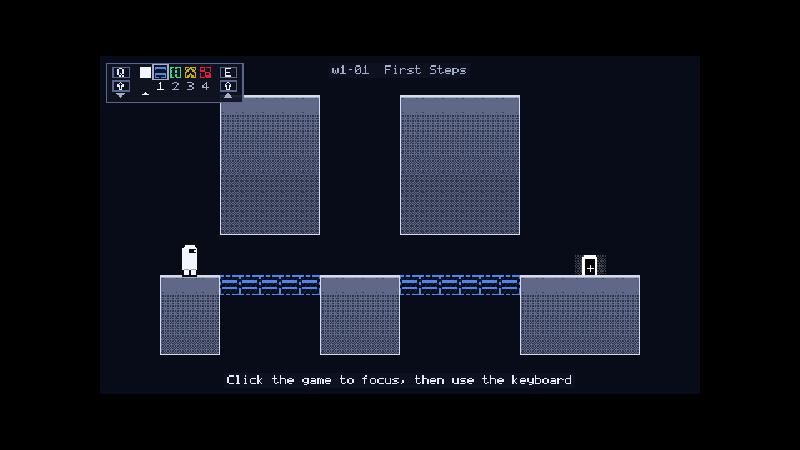 w1-01 First Steps
Q E
1 2 3 4
Click the game to focus, then use the keyboard